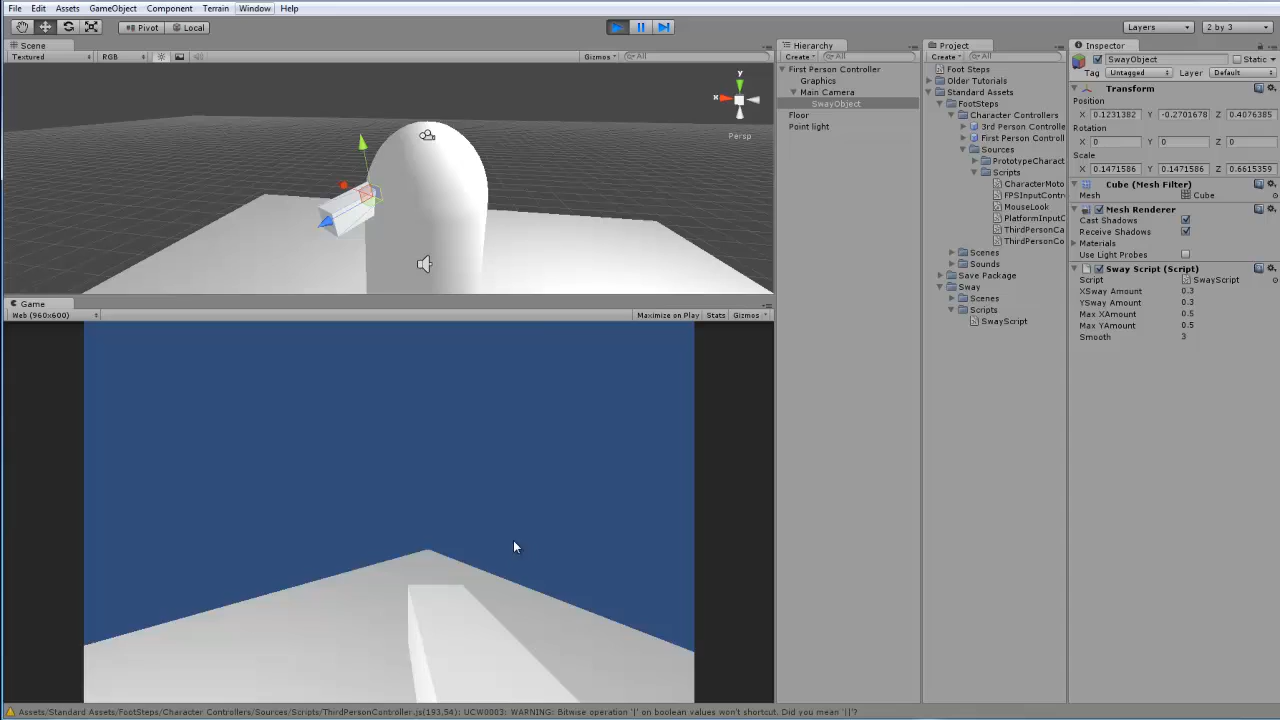 File Edit Assets GameObject Component Terrain Window Help
Pivot Local Layers 2 by 3
Scene
Textured RGB Gizmos All
y
x
Persp
Game
Web (960x600) Maximize on Play Stats Gizmos
Hierarchy
Create All
First Person Controller
Graphics
Main Camera
SwayObject
Floor
Point light
Project
Create All
Foot Steps
Older Tutorials
Standard Assets
FootSteps
Character Controllers
3rd Person Controlle
First Person Controll
Sources
PrototypeCharact
Scripts
CharacterMoto
FPSInputContr
MouseLook
PlatformInputC
ThirdPersonCa
ThirdPersonCo
Scenes
Sounds
Save Package
Sway
Scenes
Scripts
SwayScript
Inspector
SwayObject Static
Tag Untagged Layer Default
Transform
Position
X 0.1231382 Y -0.2701678 Z 0.4076385
Rotation
X 0 Y 0 Z 0
Scale
X 0.1471586 Y 0.1471586 Z 0.6615359
Cube (Mesh Filter)
Mesh Cube
Mesh Renderer
Cast Shadows
Receive Shadows
Materials
Use Light Probes
Sway Script (Script)
Script SwayScript
XSway Amount 0.3
YSway Amount 0.3
Max XAmount 0.5
Max YAmount 0.5
Smooth 3
Assets/Standard Assets/FootSteps/Character Controllers/Sources/Scripts/ThirdPersonController.js(193,54): UCW0003: WARNING: Bitwise operation '|' on boolean values won't shortcut. Did you mean '||'?